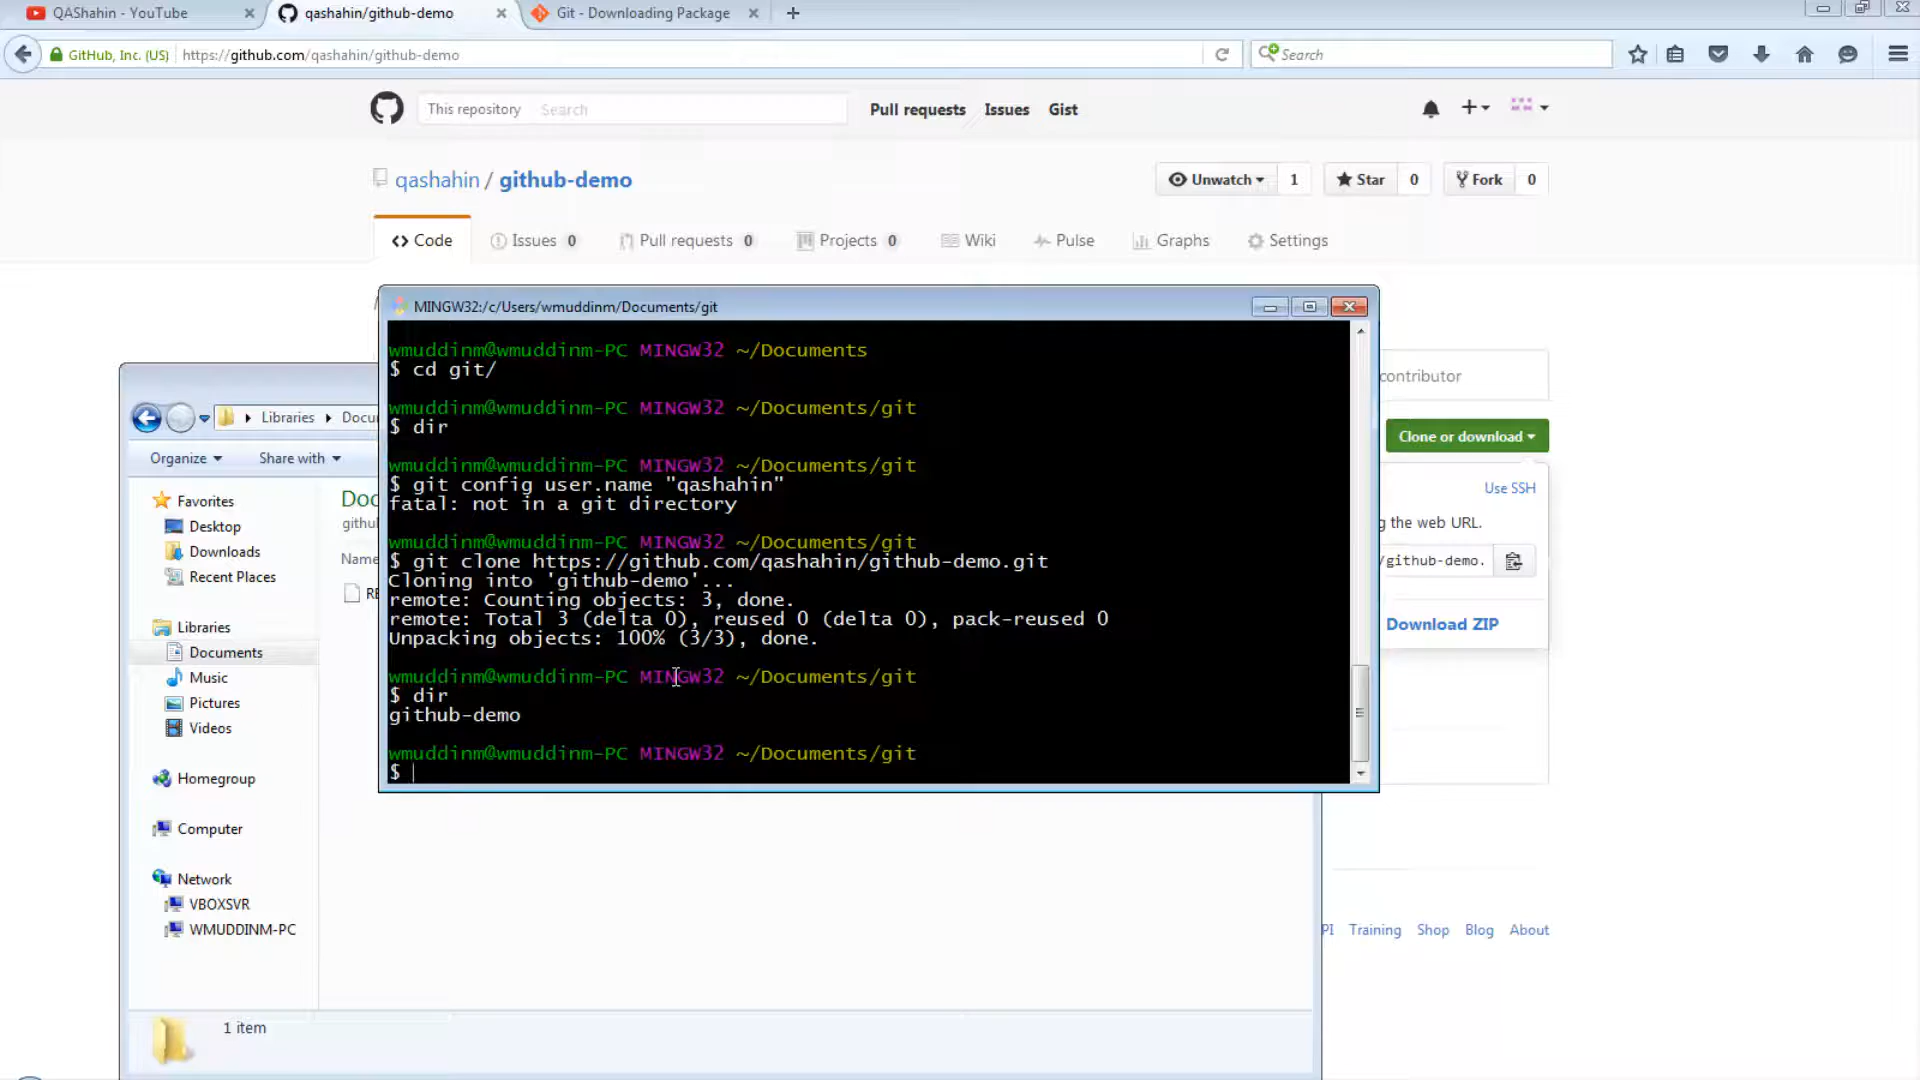 QAShahin - YouTube
qashahin/github-demo
Git - Downloading Package
GitHub, Inc. (US)
https://github.com/qashahin/github-demo
Search
This repository
Search
Pull requests
Issues
Gist
qashahin / github-demo
Unwatch
1
Star
0
Fork
0
Code
Issues 0
Pull requests 0
Projects 0
Wiki
Pulse
Graphs
Settings
MINGW32:/c/Users/wmuddinm/Documents/git
wmuddinm@wmuddinm-PC MINGW32 ~/Documents
$ cd git/
wmuddinm@wmuddinm-PC MINGW32 ~/Documents/git
$ dir
wmuddinm@wmuddinm-PC MINGW32 ~/Documents/git
$ git config user.name "qashahin"
fatal: not in a git directory
wmuddinm@wmuddinm-PC MINGW32 ~/Documents/git
$ git clone https://github.com/qashahin/github-demo.git
Cloning into 'github-demo'...
remote: Counting objects: 3, done.
remote: Total 3 (delta 0), reused 0 (delta 0), pack-reused 0
Unpacking objects: 100% (3/3), done.
wmuddinm@wmuddinm-PC MINGW32 ~/Documents/git
$ dir
github-demo
wmuddinm@wmuddinm-PC MINGW32 ~/Documents/git
$
contributor
Clone or download
Use SSH
the web URL.
/github-demo.
Download ZIP
Libraries
Docu
Organize
Share with
Doc
githu
Name
RE
Favorites
Desktop
Downloads
Recent Places
Libraries
Documents
Music
Pictures
Videos
Homegroup
Computer
Network
VBOXSVR
WMUDDINM-PC
1 item
PI
Training
Shop
Blog
About